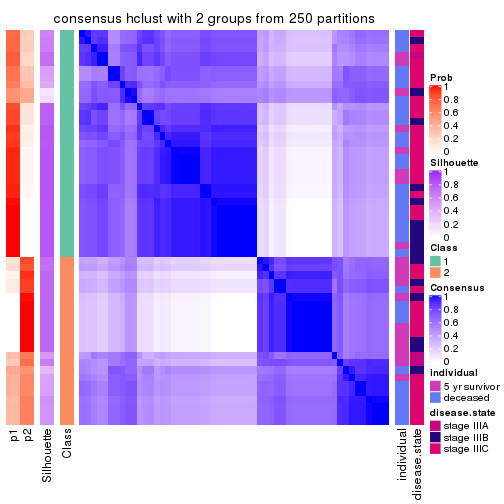 consensus hclust with 2 groups from 250 partitions
Prob
1
0.8
0.6
0.4
0.2
0
Silhouette
1
0.8
0.6
0.4
0.2
0
Class
1
2
Consensus
1
0.8
0.6
0.4
0.2
0
individual
5 yr survivor
deceased
disease.state
stage IIIA
stage IIIB
stage IIIC
p1
p2
Silhouette
Class
individual
disease.state